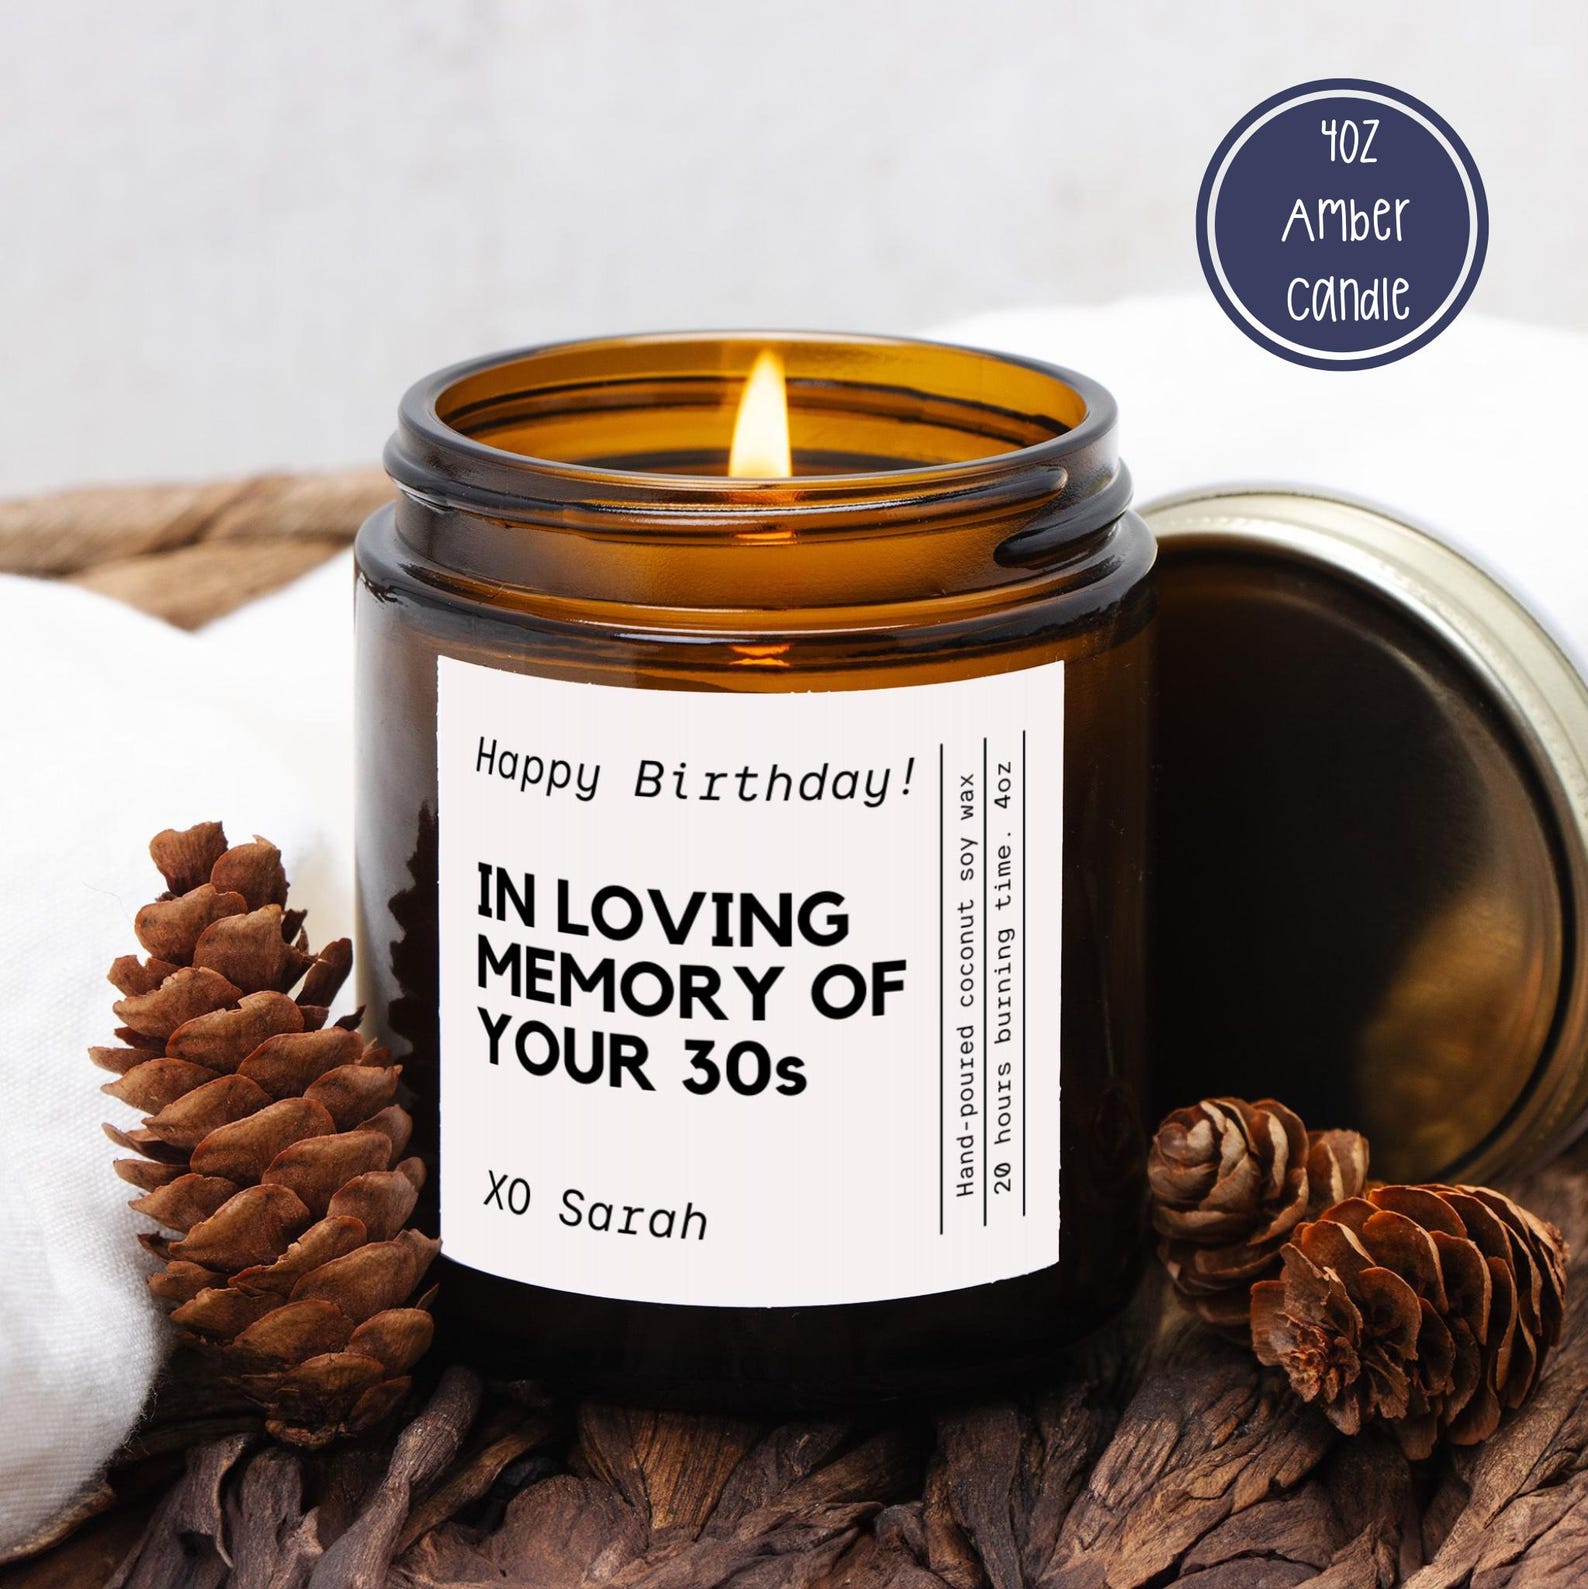 4OZ
Amber
candle
Happy Birthday!
IN LOVING
MEMORY OF
YOUR 30s
XO Sarah
Hand-poured coconut soy wax
20 hours burning time. 4oz